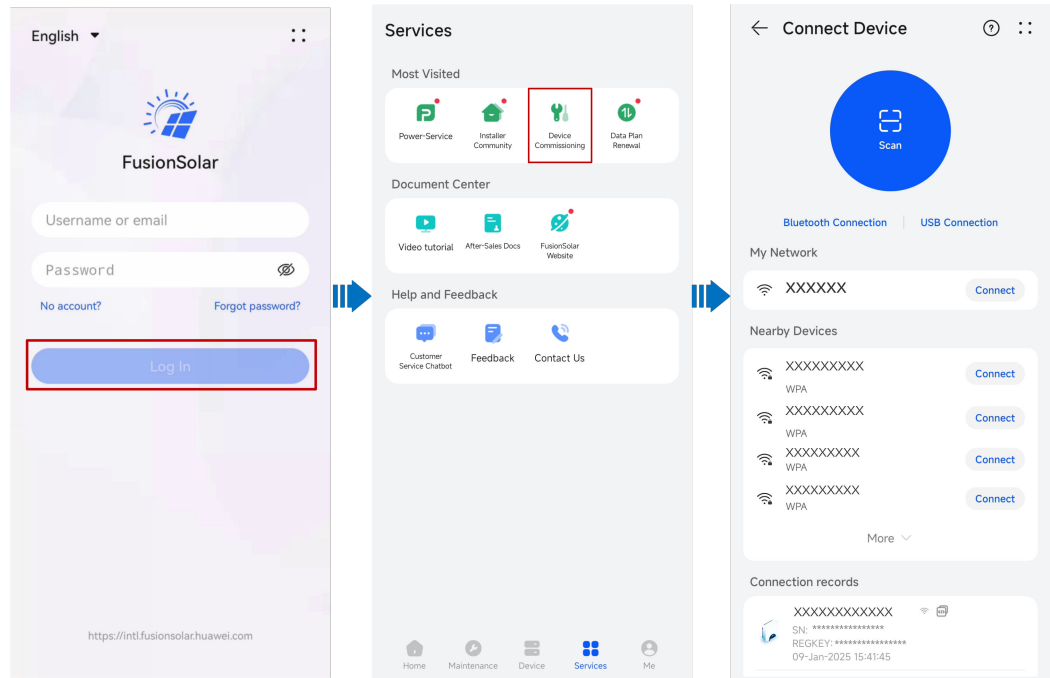 English
FusionSolar
Username or email
Password
No account?
Forgot password?
Log In
https://intl.fusionsolar.huawei.com
Services
Most Visited
Power-Service
Installer
Community
Device
Commissioning
Data Plan
Renewal
Document Center
Video tutorial
After-Sales Docs
FusionSolar
Website
Help and Feedback
Customer
Service Chatbot
Feedback
Contact Us
Home
Maintenance
Device
Services
Me
Connect Device
Scan
Bluetooth Connection
USB Connection
My Network
XXXXXX
Connect
Nearby Devices
XXXXXXXXX
WPA
Connect
XXXXXXXXX
WPA
Connect
XXXXXXXXX
WPA
Connect
XXXXXXXXX
WPA
Connect
More
Connection records
XXXXXXXXXXXX
SN: ****************
REGKEY: ****************
09-Jan-2025 15:41:45